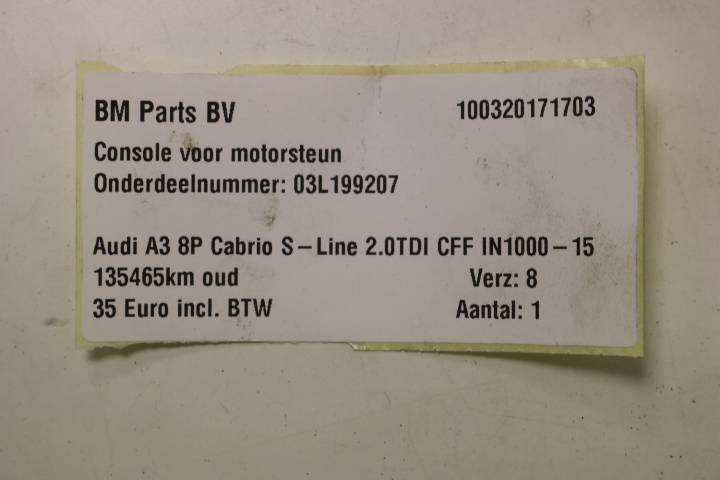 BM Parts BV 100320171703
Console voor motorsteun
Onderdeelnummer: 03L199207
Audi A3 8P Cabrio S-Line 2.0TDI CFF IN1000-15
135465km oud Verz: 8
35 Euro incl. BTW Aantal: 1